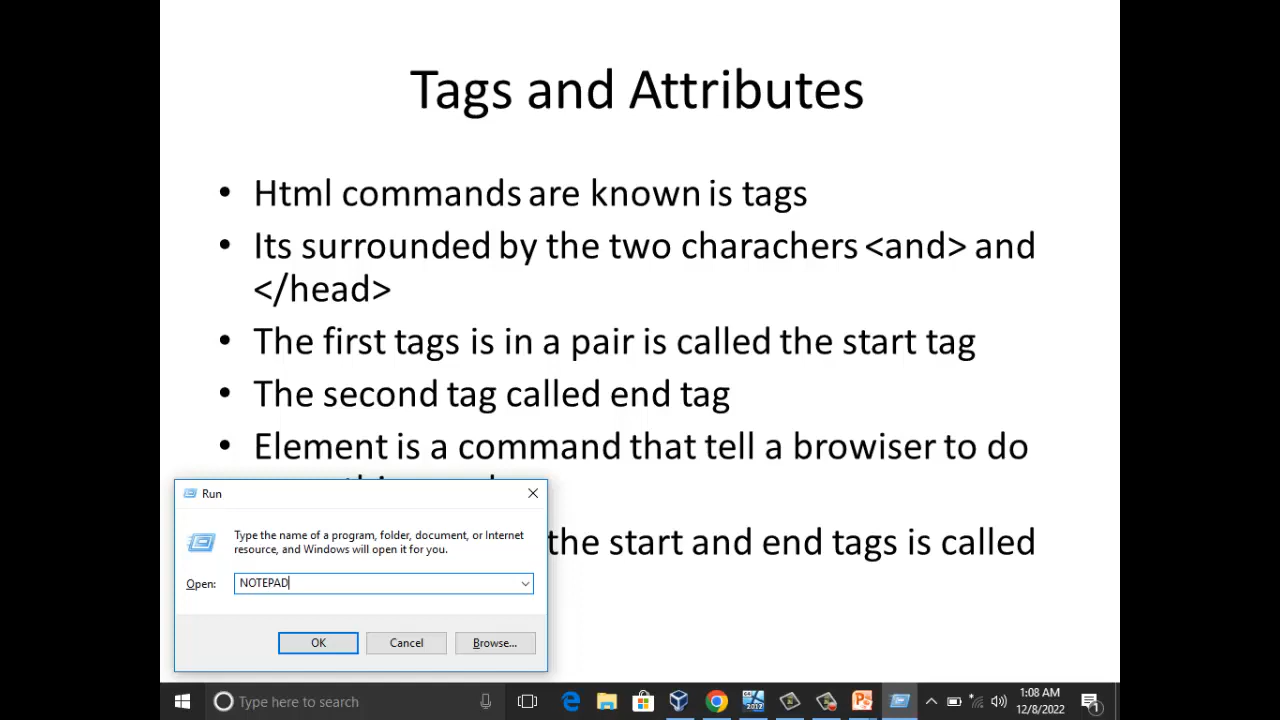 Tags and Attributes
• Html commands are known is tags
• Its surrounded by the two charachers <and> and
</head>
• The first tags is in a pair is called the start tag
• The second tag called end tag
• Element is a command that tell a browiser to do
the start and end tags is called
Run
Type the name of a program, folder, document, or Internet
resource, and Windows will open it for you.
Open: NOTEPAD
OK Cancel Browse...
Type here to search
1:08 AM
12/8/2022
1